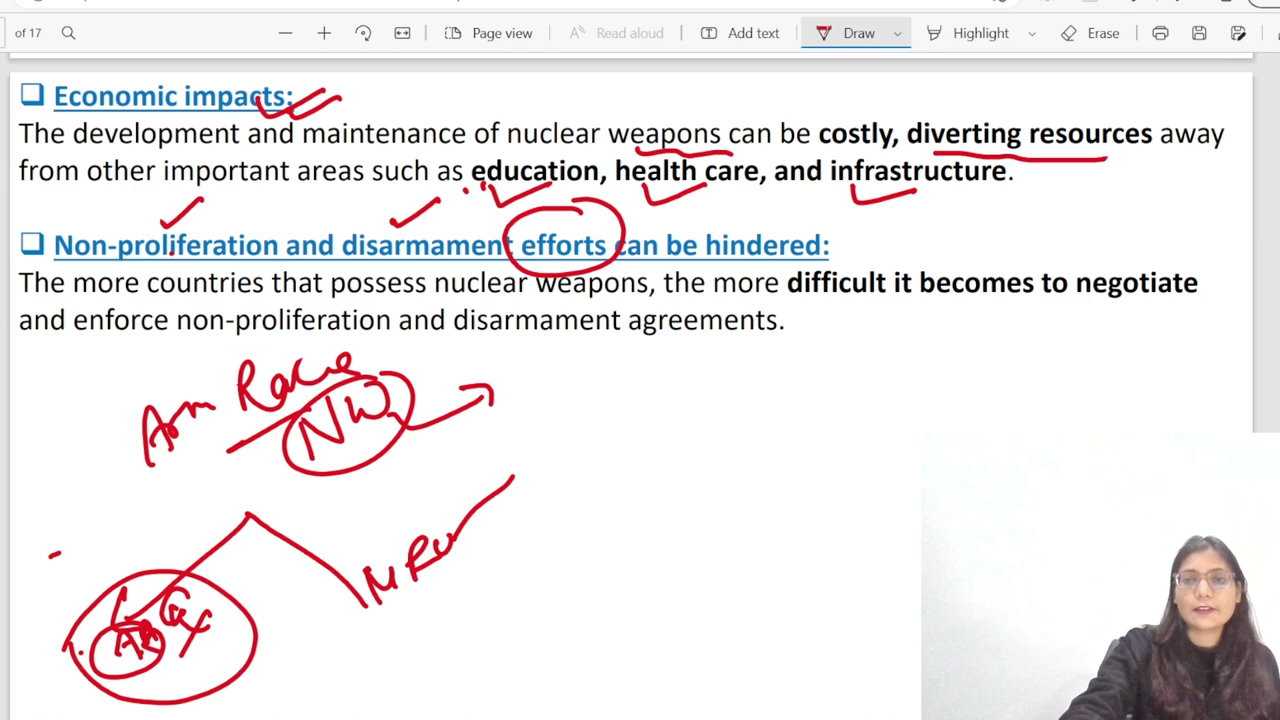 of 17 Page view Read aloud Add text Draw Highlight Erase
Economic impacts:
The development and maintenance of nuclear weapons can be costly, diverting resources away
from other important areas such as education, health care, and infrastructure.
Non-proliferation and disarmament efforts can be hindered:
The more countries that possess nuclear weapons, the more difficult it becomes to negotiate
and enforce non-proliferation and disarmament agreements.
Arm Race
NW